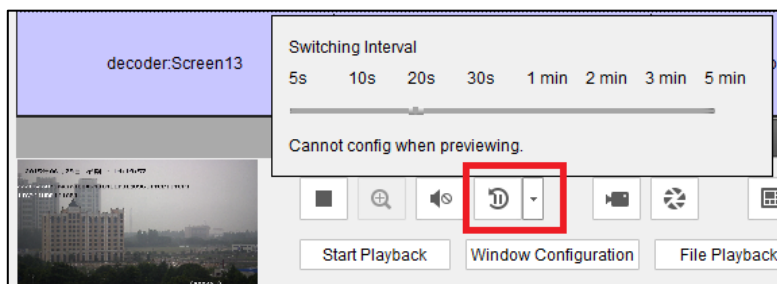 decoder:Screen13
Switching Interval
5s 10s 20s 30s 1 min 2 min 3 min 5 min
Cannot config when previewing.
Start Playback
Window Configuration
File Playback